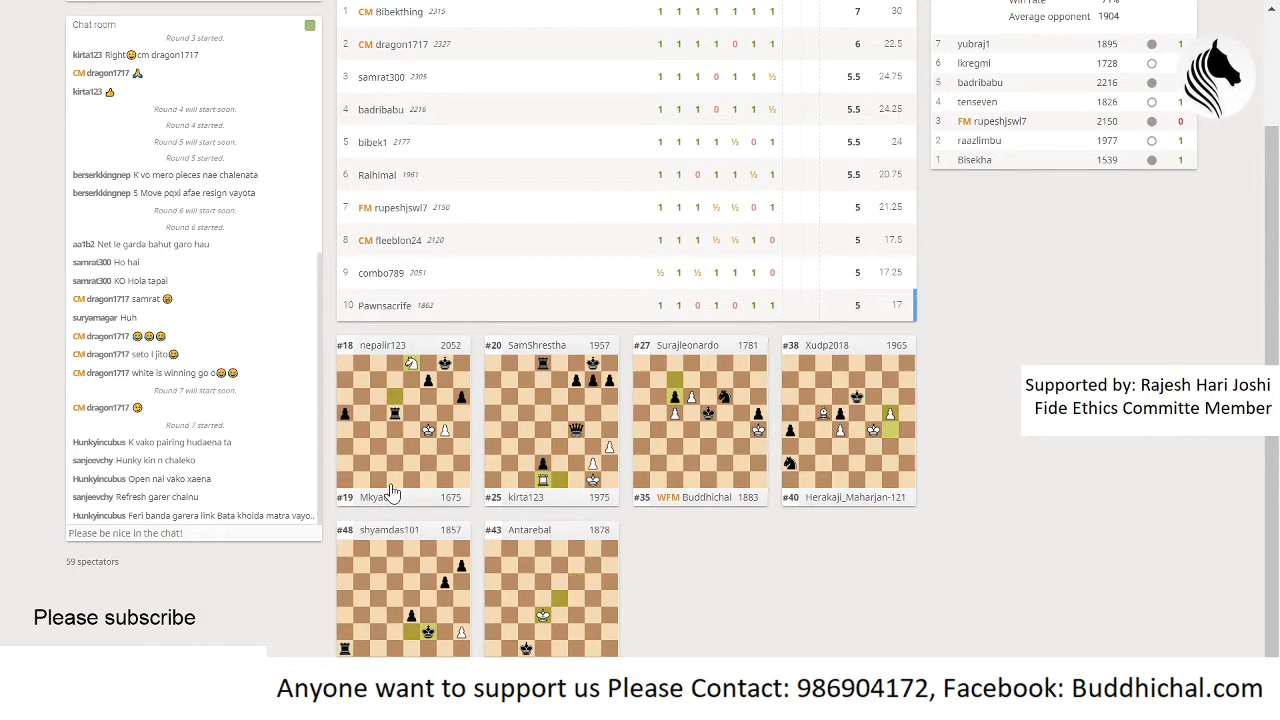 Chat room
Round 3 started.
kirta123 Right😉cm dragon1717
CM dragon1717 🙏
kirta123 👍
Round 4 will start soon.
Round 4 started.
Round 5 will start soon.
Round 5 started.
berserkkingnep K vo mero pieces nae chalenata
berserkkingnep 5 Move pqxi afae resign vayota
Round 6 will start soon.
Round 6 started.
aa1b2 Net le garda bahut garo hau
samrat300 Ho hai
samrat300 KO Hola tapai
CM dragon1717 samrat 😁
suryamagar Huh
CM dragon1717 😂😂😂
CM dragon1717 seto l jito😂
CM dragon1717 white is winning go o😂😂
Round 7 will start soon.
CM dragon1717 😏
Round 7 started.
Hunkyincubus K vako pairing hudaena ta
sanjeevchy Hunky kin n chaleko
Hunkyincubus Open nai vako xaena
sanjeevchy Refresh garer chainu
Hunkyincubus Feri banda garera link Bata kholda matra vayo..
Please be nice in the chat!
59 spectators
1 CM Bibekthing 2315 1 1 1 1 1 1 1 7 30
2 CM dragon1717 2327 1 1 1 1 0 1 1 6 22.5
3 samrat300 2305 1 1 1 0 1 1 ½ 5.5 24.75
4 badribabu 2216 1 1 1 0 1 1 ½ 5.5 24.25
5 bibek1 2177 1 1 1 1 ½ 0 1 5.5 24
6 Raihimal 1961 1 1 0 1 1 ½ 1 5.5 20.75
7 FM rupeshjswl7 2150 1 1 1 ½ ½ 0 1 5 21.25
8 CM fleeblon24 2120 1 1 1 ½ ½ 1 0 5 17.5
9 combo789 2051 ½ 1 ½ 1 1 1 0 5 17.25
10 Pawnsacrife 1862 1 1 0 1 0 1 1 5 17
Average opponent 1904
7 yubraj1 1895 1
6 lkregmi 1728
5 badribabu 2216
4 tenseven 1826 1
3 FM rupeshjswl7 2150 0
2 raazlimbu 1977 1
1 Bisekha 1539 1
#18 nepalir123 2052
#20 SamShrestha 1957
#27 Surajleonardo 1781
#38 Xudp2018 1965
#19 1675
#25 kirta123 1975
#35 WFM Buddhichal 1883
#40 Herakaji_Maharjan-121
#48 shyamdas101 1857
#43 Antarebal 1878
Supported by: Rajesh Hari Joshi
Fide Ethics Committe Member
Please subscribe
Anyone want to support us Please Contact: 986904172, Facebook: Buddhichal.com